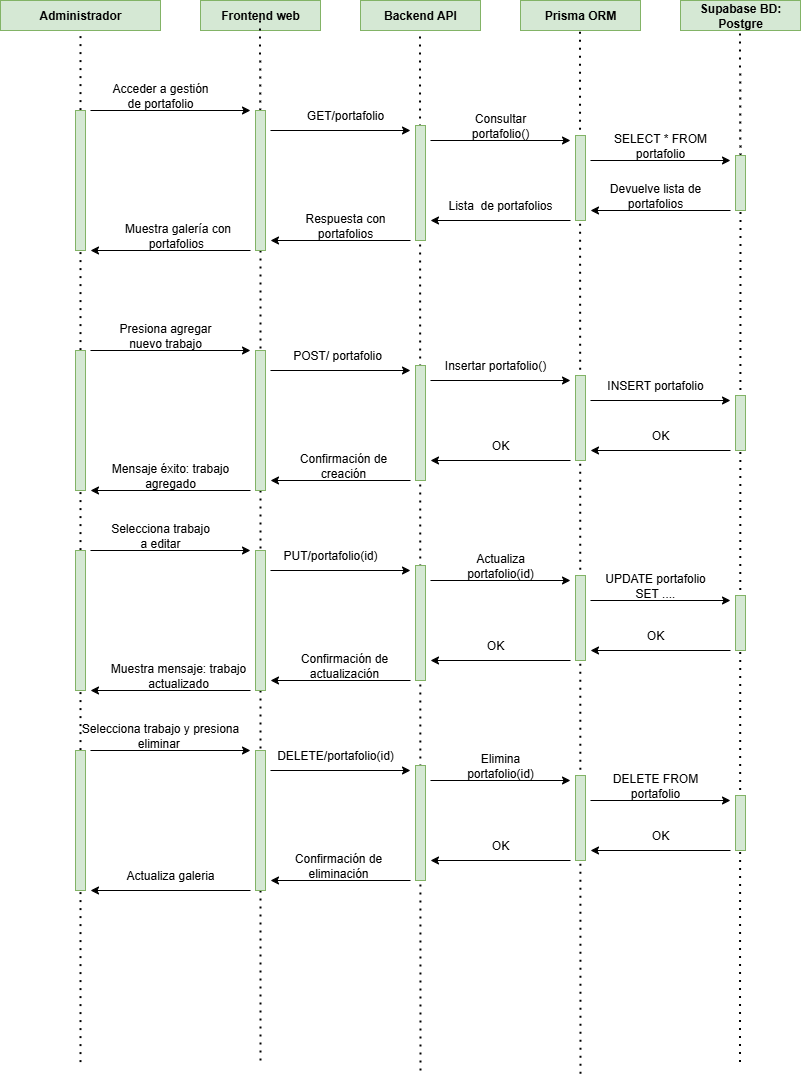 Administrador
Frontend web
Backend API
Prisma ORM
Supabase BD:
Postgre
Acceder a gestión
de portafolio
GET/portafolio
Consultar
portafolio()
SELECT * FROM
portafolio
Devuelve lista de
portafolios
Lista  de portafolios
Respuesta con
portafolios
Muestra galería con
portafolios
Presiona agregar
nuevo trabajo
POST/ portafolio
Insertar portafolio()
INSERT portafolio
OK
OK
Confirmación de
creación
Mensaje éxito: trabajo
agregado
Selecciona trabajo
a editar
PUT/portafolio(id)
Actualiza
portafolio(id)
UPDATE portafolio
SET ....
OK
OK
Confirmación de
actualización
Muestra mensaje: trabajo
actualizado
Selecciona trabajo y presiona
eliminar
DELETE/portafolio(id)
Elimina
portafolio(id)
DELETE FROM
portafolio
OK
OK
Confirmación de
eliminación
Actualiza galeria